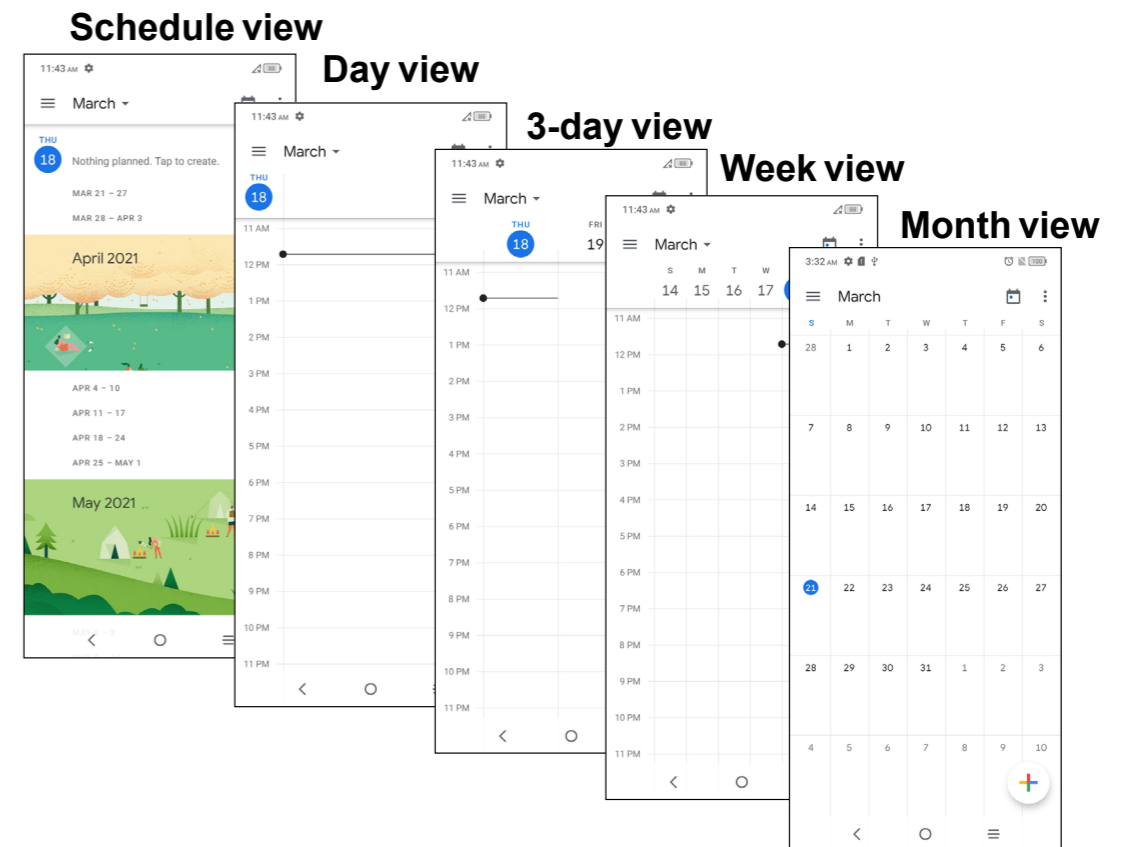 Schedule view
11:43 AM
March
THU
18
Nothing planned. Tap to create.
MAR 21 – 27
MAR 28 – APR 3
April 2021
APR 4 – 10
APR 11 – 17
APR 18 – 24
APR 25 – MAY 1
May 2021
Day view
11:43 AM
March
THU
18
11 AM
12 PM
1 PM
2 PM
3 PM
4 PM
5 PM
6 PM
7 PM
8 PM
9 PM
10 PM
11 PM
3-day view
11:43 AM
March
THU FRI
18 19
11 AM
12 PM
1 PM
2 PM
3 PM
4 PM
5 PM
6 PM
7 PM
8 PM
9 PM
10 PM
11 PM
Week view
11:43 AM
March
S M T W
14 15 16 17
11 AM
12 PM
1 PM
2 PM
3 PM
4 PM
5 PM
6 PM
7 PM
8 PM
9 PM
10 PM
11 PM
Month view
3:32 AM 100
March
S M T W T F S
28 1 2 3 4 5 6
7 8 9 10 11 12 13
14 15 16 17 18 19 20
21 22 23 24 25 26 27
28 29 30 31 1 2 3
4 5 6 7 8 9 10